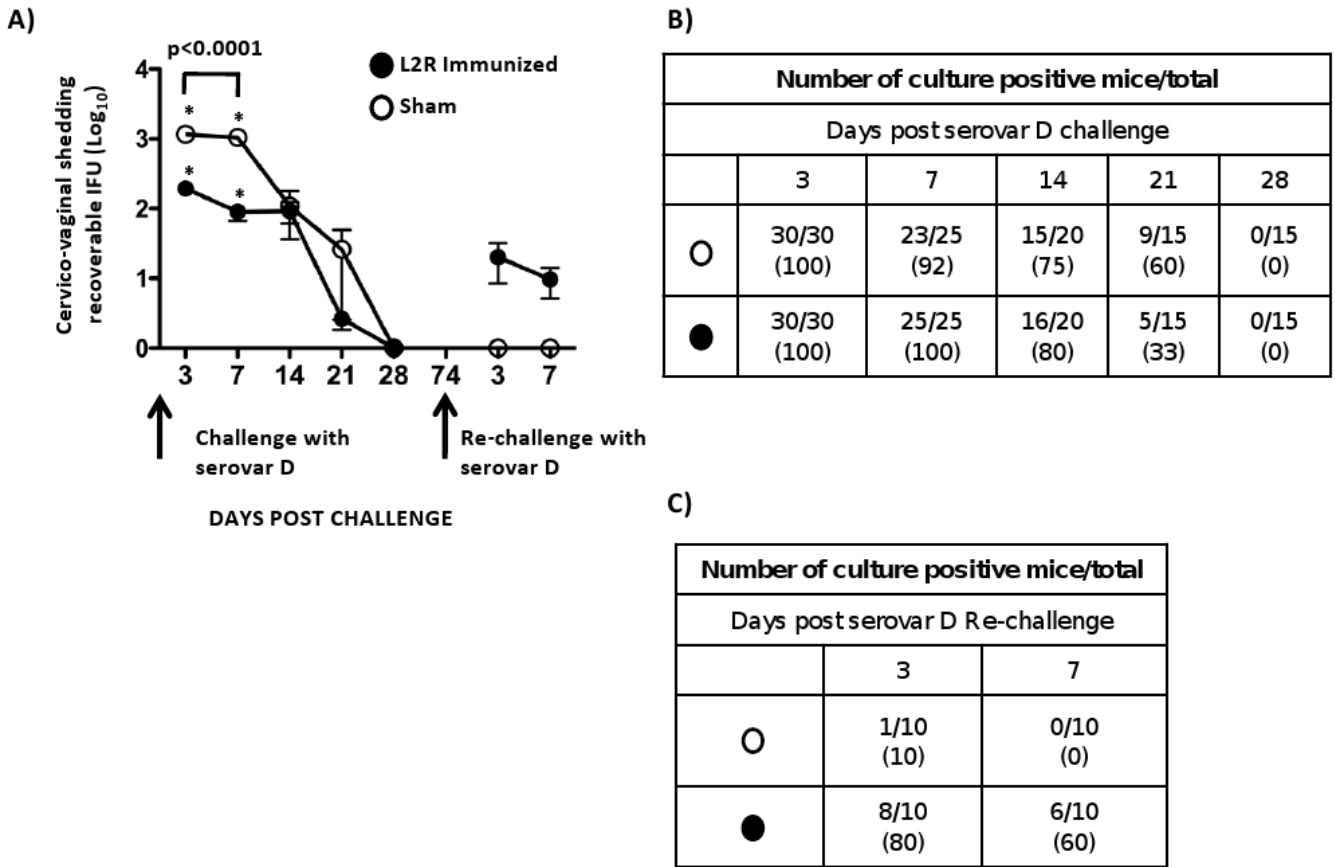 A)
p<0.0001
4
3
2
1
0
Cervico-vaginal shedding
recoverable IFU (Log10)
* *
* *
L2R Immunized
Sham
3 7 14 21 28 74 3 7
Challenge with
serovar D
Re-challenge with
serovar D
DAYS POST CHALLENGE
B)
Number of culture positive mice/total
Days post serovar D challenge
3 7 14 21 28
30/30 23/25 15/20 9/15 0/15
(100) (92) (75) (60) (0)
30/30 25/25 16/20 5/15 0/15
(100) (100) (80) (33) (0)
C)
Number of culture positive mice/total
Days post serovar D Re-challenge
3 7
1/10 0/10
(10) (0)
8/10 6/10
(80) (60)